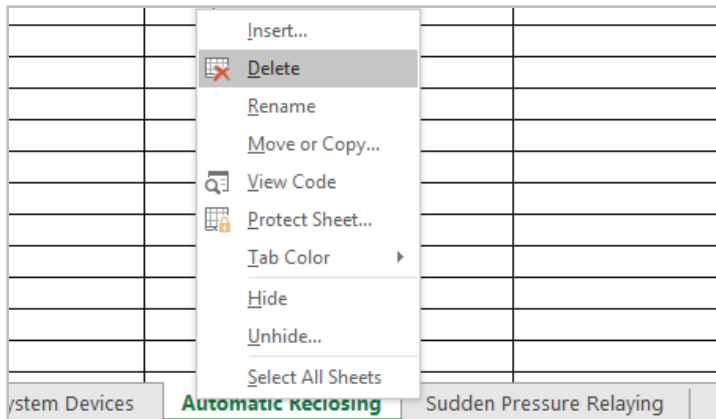 Insert...
Delete
Rename
Move or Copy...
View Code
Protect Sheet...
Tab Color
Hide
Unhide...
Select All Sheets
ystem Devices Automatic Reclosing Sudden Pressure Relaying